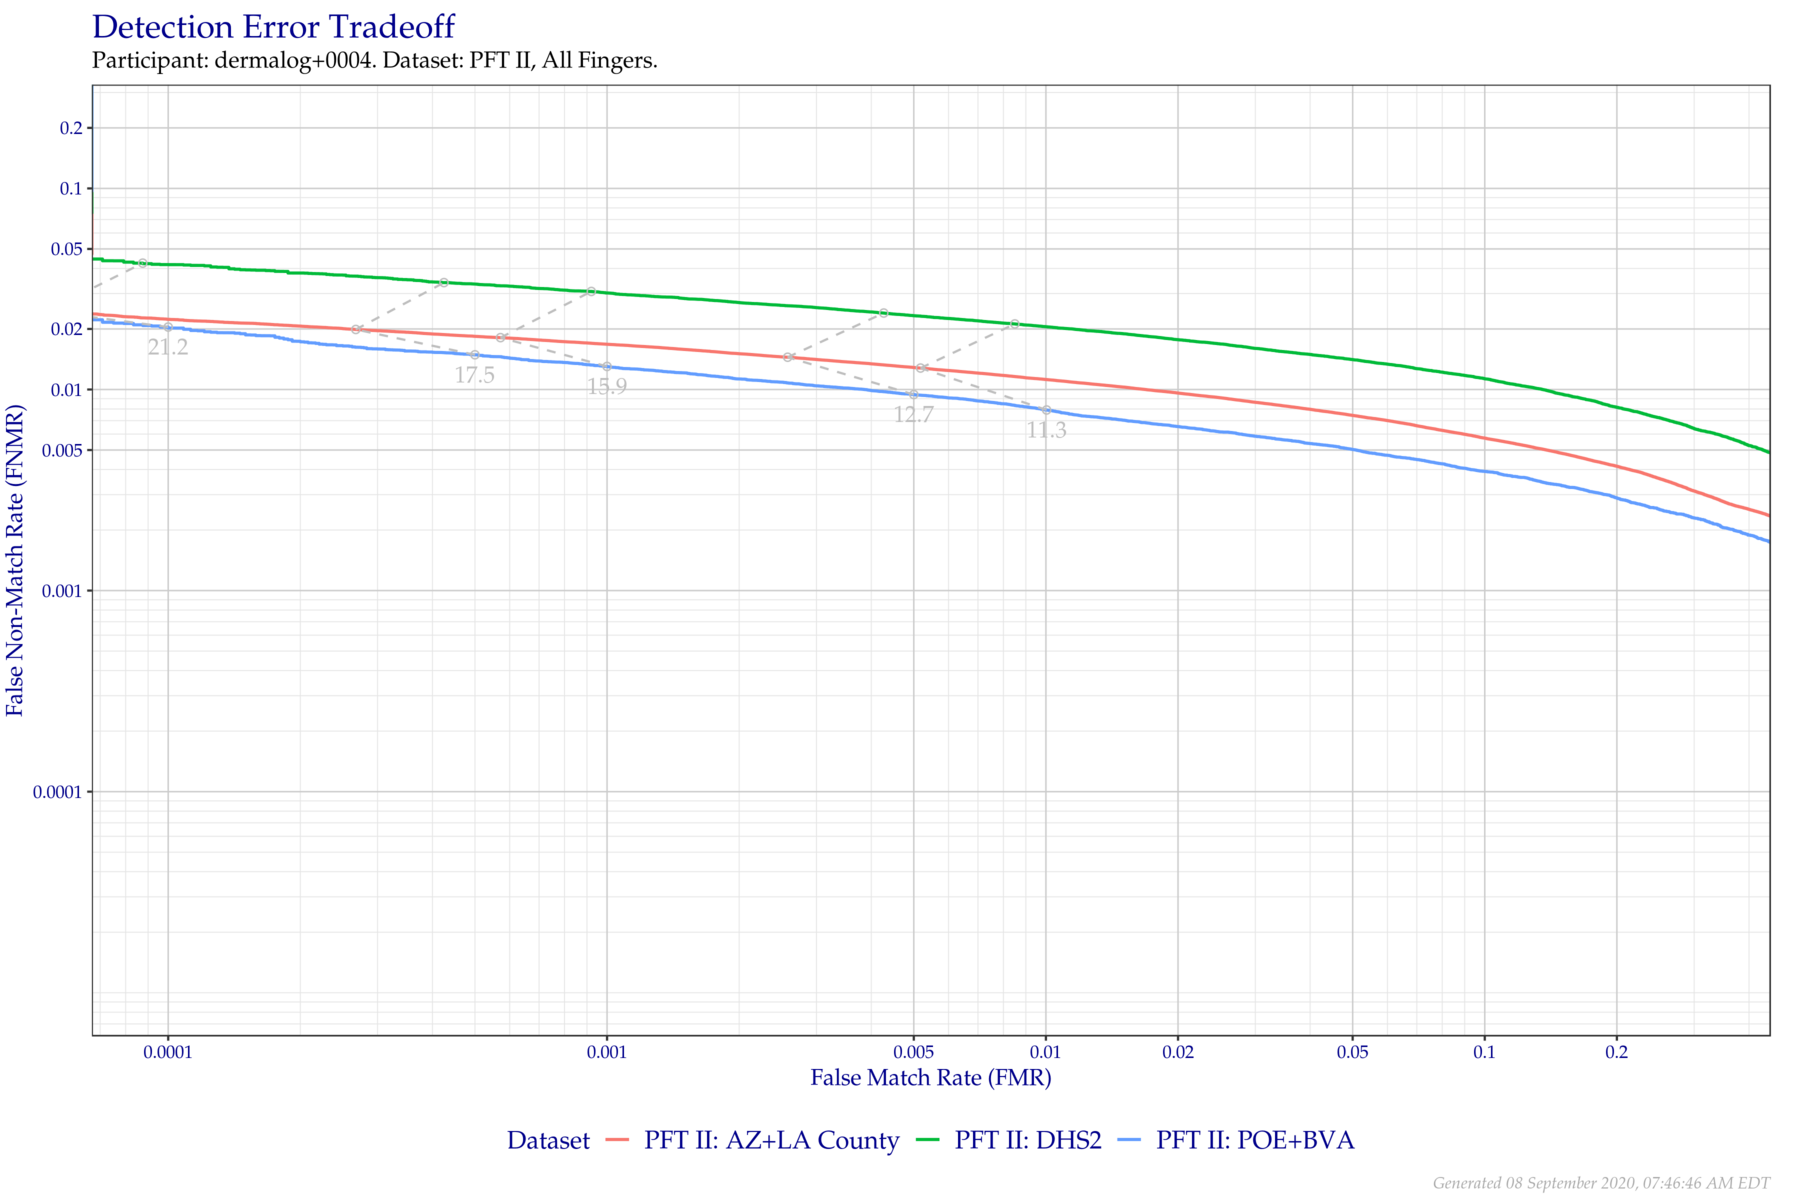 Detection Error Tradeoff
Participant: dermalog+0004. Dataset: PFT II, All Fingers.
False Non-Match Rate (FNMR)
0.2
0.1
0.05
0.02
0.01
0.005
0.001
0.0001
21.2
17.5
15.9
12.7
11.3
0.0001
0.001
0.005
0.01
0.02
0.05
0.1
0.2
False Match Rate (FMR)
Dataset
PFT II: AZ+LA County
PFT II: DHS2
PFT II: POE+BVA
Generated 08 September 2020, 07:46:46 AM EDT